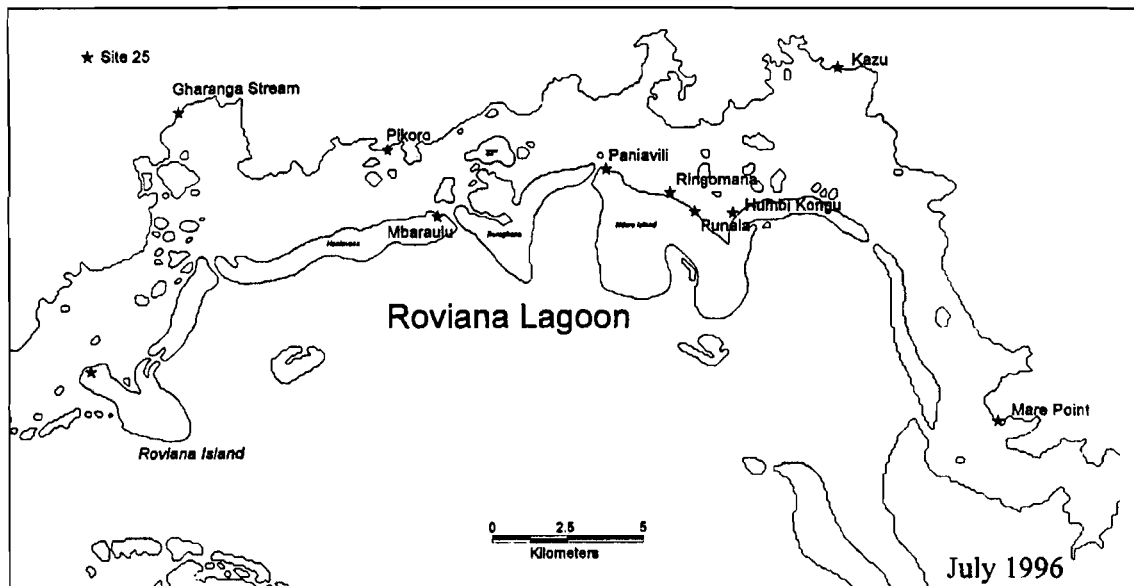 Site 25
Kazu
Gharanga Stream
Pikoro
Paniavili
Ringomana
Humbi Kongu
Punala
Mbaraulu
Roviana Lagoon
Mare Point
Roviana Island
0 2.5 5
Kilometers
July 1996